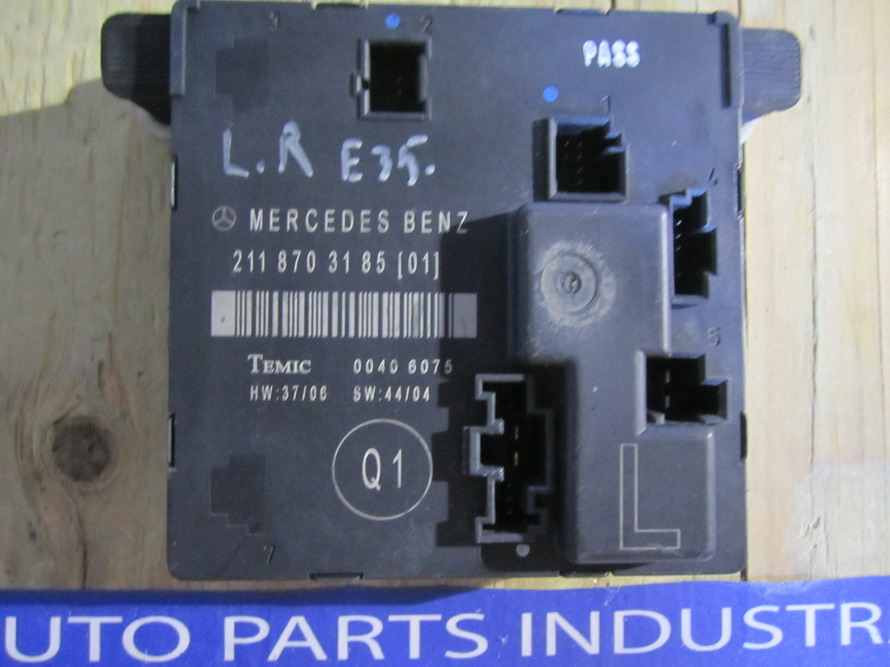 3
2
PASS
1
L.R E35.
MERCEDES BENZ
211 870 31 85 [01]
TEMIC 0040 6075
HW:37/06 SW:44/04
5
Q1
L
7
UTO PARTS INDUSTR